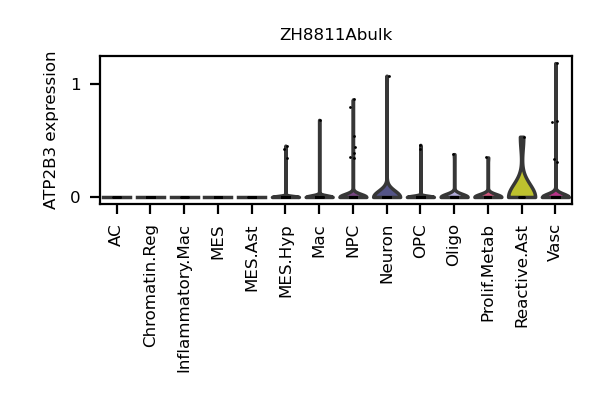 ZH8811Abulk
ATP2B3 expression
1
0
AC
Chromatin.Reg
Inflammatory.Mac
MES
MES.Ast
MES.Hyp
Mac
NPC
Neuron
OPC
Oligo
Prolif.Metab
Reactive.Ast
Vasc